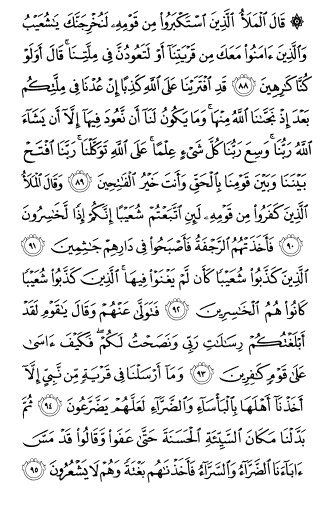 ۞ قَالَ ٱلْمَلَأُ ٱلَّذِينَ ٱسْتَكْبَرُوا۟ مِن قَوْمِهِۦ لَنُخْرِجَنَّكَ يَٰشُعَيْبُ
وَٱلَّذِينَ ءَامَنُوا۟ مَعَكَ مِن قَرْيَتِنَآ أَوْ لَتَعُودُنَّ فِى مِلَّتِنَا ۚ قَالَ أَوَلَوْ
كُنَّا كَٰرِهِينَ ﴿٨٨﴾ قَدِ ٱفْتَرَيْنَا عَلَى ٱللَّهِ كَذِبًا إِنْ عُدْنَا فِى مِلَّتِكُم
بَعْدَ إِذْ نَجَّىٰنَا ٱللَّهُ مِنْهَا ۚ وَمَا يَكُونُ لَنَآ أَن نَّعُودَ فِيهَآ إِلَّآ أَن يَشَآءَ
ٱللَّهُ رَبُّنَا ۚ وَسِعَ رَبُّنَا كُلَّ شَىْءٍ عِلْمًا ۚ عَلَى ٱللَّهِ تَوَكَّلْنَا ۚ رَبَّنَا ٱفْتَحْ
بَيْنَنَا وَبَيْنَ قَوْمِنَا بِٱلْحَقِّ وَأَنتَ خَيْرُ ٱلْفَٰتِحِينَ ﴿٨٩﴾ وَقَالَ ٱلْمَلَأُ
ٱلَّذِينَ كَفَرُوا۟ مِن قَوْمِهِۦ لَئِنِ ٱتَّبَعْتُمْ شُعَيْبًا إِنَّكُمْ إِذًا لَّخَٰسِرُونَ
﴿٩٠﴾ فَأَخَذَتْهُمُ ٱلرَّجْفَةُ فَأَصْبَحُوا۟ فِى دَارِهِمْ جَٰثِمِينَ ﴿٩١﴾
ٱلَّذِينَ كَذَّبُوا۟ شُعَيْبًا كَأَن لَّمْ يَغْنَوْا۟ فِيهَا ۚ ٱلَّذِينَ كَذَّبُوا۟ شُعَيْبًا
كَانُوا۟ هُمُ ٱلْخَٰسِرِينَ ﴿٩٢﴾ فَتَوَلَّىٰ عَنْهُمْ وَقَالَ يَٰقَوْمِ لَقَدْ
أَبْلَغْتُكُمْ رِسَٰلَٰتِ رَبِّى وَنَصَحْتُ لَكُمْ ۖ فَكَيْفَ ءَاسَىٰ
عَلَىٰ قَوْمٍ كَٰفِرِينَ ﴿٩٣﴾ وَمَآ أَرْسَلْنَا فِى قَرْيَةٍ مِّن نَّبِىٍّ إِلَّآ
أَخَذْنَآ أَهْلَهَا بِٱلْبَأْسَآءِ وَٱلضَّرَّآءِ لَعَلَّهُمْ يَضَّرَّعُونَ ﴿٩٤﴾ ثُمَّ
بَدَّلْنَا مَكَانَ ٱلسَّيِّئَةِ ٱلْحَسَنَةَ حَتَّىٰ عَفَوا۟ وَّقَالُوا۟ قَدْ مَسَّ
ءَابَآءَنَا ٱلضَّرَّآءُ وَٱلسَّرَّآءُ فَأَخَذْنَٰهُم بَغْتَةً وَهُمْ لَا يَشْعُرُونَ ﴿٩٥﴾